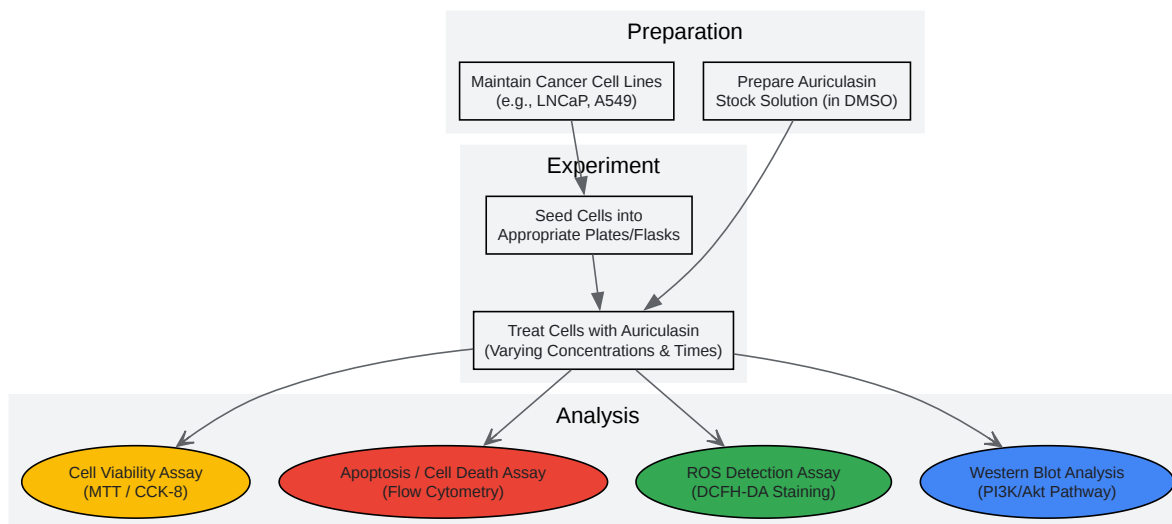 Preparation
Maintain Cancer Cell Lines
(e.g., LNCaP, A549)
Prepare Auriculasin
Stock Solution (in DMSO)
Experiment
Seed Cells into
Appropriate Plates/Flasks
Treat Cells with Auriculasin
(Varying Concentrations & Times)
Analysis
Cell Viability Assay
(MTT / CCK-8)
Apoptosis / Cell Death Assay
(Flow Cytometry)
ROS Detection Assay
(DCFH-DA Staining)
Western Blot Analysis
(PI3K/Akt Pathway)